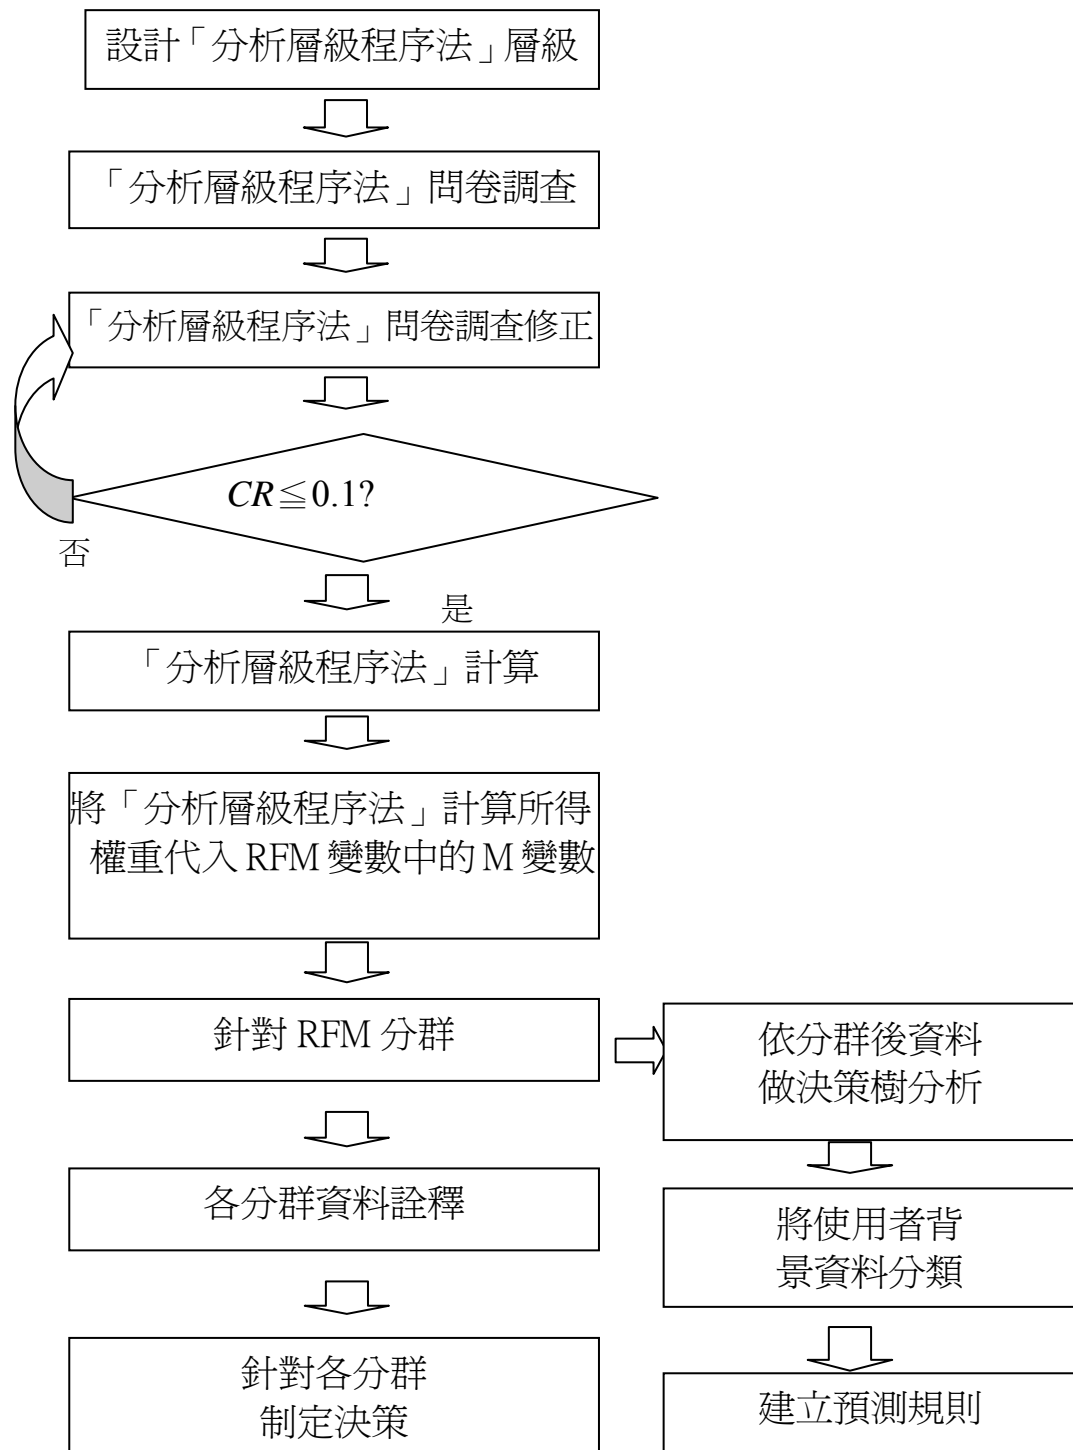 設計「分析層級程序法」層級
「分析層級程序法」問卷調查
「分析層級程序法」問卷調查修正
CR≦0.1?
否
是
「分析層級程序法」計算
將「分析層級程序法」計算所得
權重代入 RFM 變數中的 M 變數
針對 RFM 分群
各分群資料詮釋
針對各分群
制定決策
依分群後資料
做決策樹分析
將使用者背
景資料分類
建立預測規則